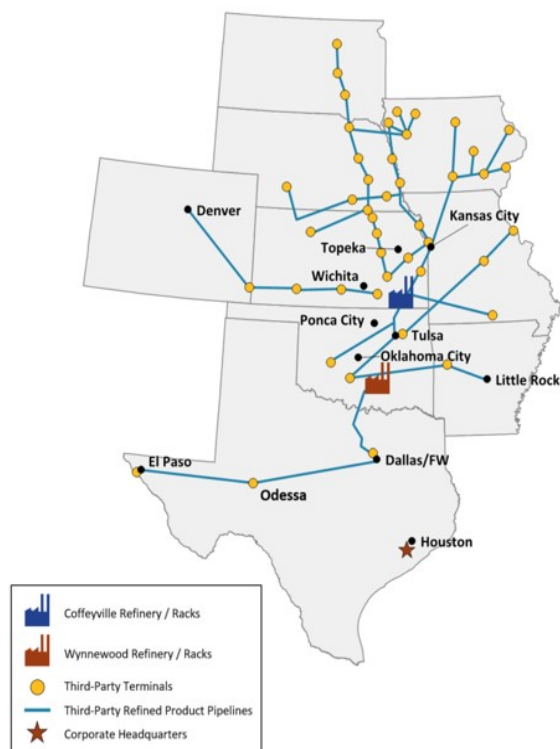 Denver
Kansas City
Topeka
Wichita
Ponca City
Tulsa
Oklahoma City
Little Rock
El Paso
Dallas/FW
Odessa
Houston
Coffeyville Refinery / Racks
Wynnewood Refinery / Racks
Third-Party Terminals
Third-Party Refined Product Pipelines
Corporate Headquarters